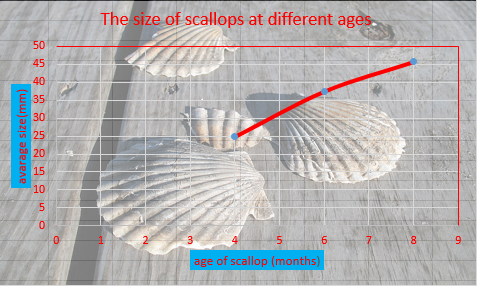 The size of scallops at different ages
50
45
40
35
30
25
20
15
10
5
0
avarage size(mm)
0 1 2 3 4 5 6 7 8 9
age of scallop (months)